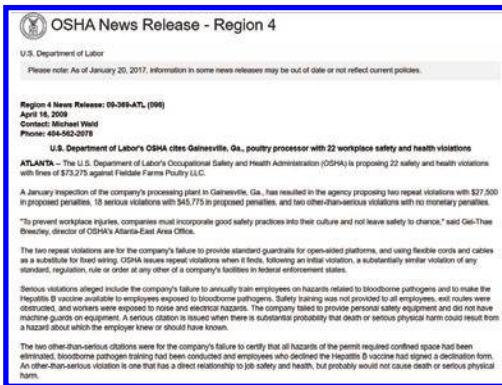 OSHA News Release - Region 4
U.S. Department of Labor
Please note: As of January 20, 2017, information in some news releases may be out of date or not reflect current policies.
Region 4 News Release: 09-369-ATL (098)
April 16, 2009
Contact: Michael Wald
Phone: 404-562-2078
U.S. Department of Labor's OSHA cites Gainesville, Ga., poultry processor with 22 workplace safety and health violations
ATLANTA -- The U.S. Department of Labor's Occupational Safety and Health Administration (OSHA) is proposing 22 safety and health violations
with fines of $73,275 against Fieldale Farms Poultry LLC.
A January inspection of the company's processing plant in Gainesville, Ga., has resulted in the agency proposing two repeat violations with $27,500
in proposed penalties, 18 serious violations with $45,775 in proposed penalties, and two other-than-serious violations with no monetary penalties.
"To prevent workplace injuries, companies must incorporate good safety practices into their culture and not leave safety to chance," said Gei-Thae
Breezley, director of OSHA's Atlanta-East Area Office.
The two repeat violations are for the company's failure to provide standard guardrails for open-sided platforms, and using flexible cords and cables
as a substitute for fixed wiring. OSHA issues repeat violations when it finds, following an initial violation, a substantially similar violation of any
standard, regulation, rule or order at any other of a company's facilities in federal enforcement states.
Serious violations alleged include the company's failure to annually train employees on hazards related to bloodborne pathogens and to make the
Hepatitis B vaccine available to employees exposed to bloodborne pathogens. Safety training was not provided to all employees, exit routes were
obstructed, and workers were exposed to noise and electrical hazards. The company failed to provide personal safety equipment and did not have
machine guards on equipment. A serious citation is issued when there is substantial probability that death or serious physical harm could result from
a hazard about which the employer knew or should have known.
The two other-than-serious citations were for the company's failure to certify that all hazards of the permit required confined space had been
eliminated, bloodborne pathogen training had been conducted and employees who declined the Hepatitis B vaccine had signed a declination form.
An other-than-serious violation is one that has a direct relationship to job safety and health, but probably would not cause death or serious physical
harm.